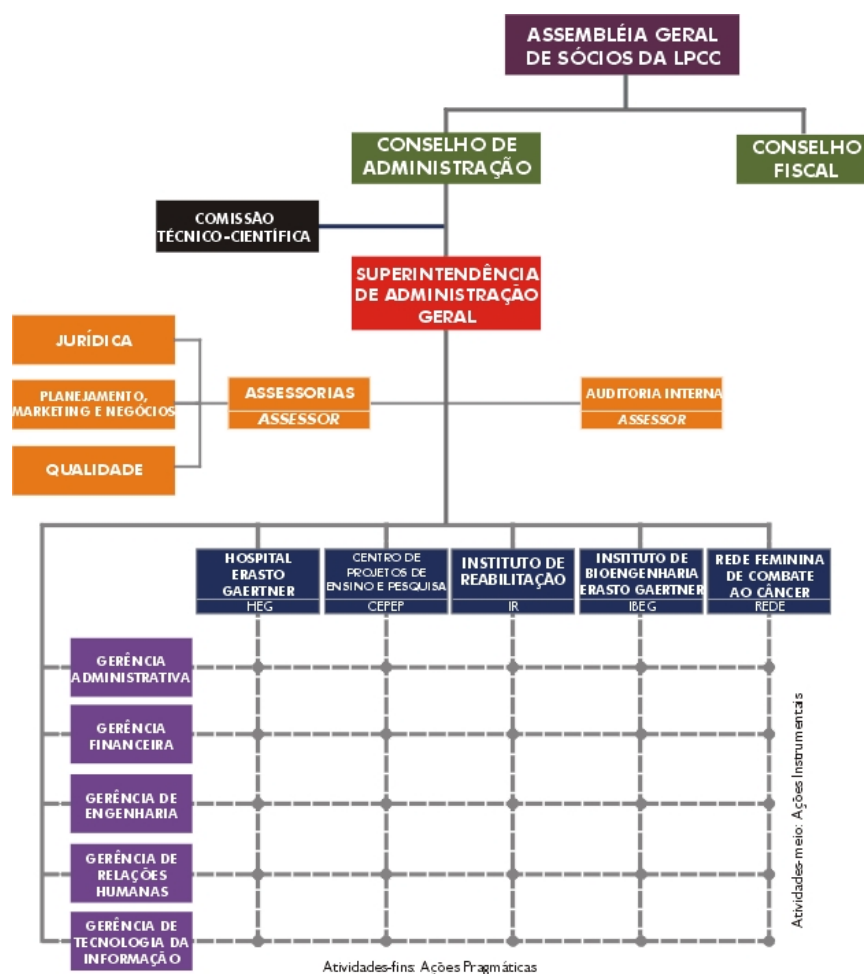 ASSEMBLÉIA GERAL
DE SÓCIOS DA LPCC
CONSELHO DE
ADMINISTRAÇÃO
CONSELHO
FISCAL
COMISSÃO
TÉCNICO-CIENTÍFICA
SUPERINTENDÊNCIA
DE ADMINISTRAÇÃO
GERAL
JURÍDICA
PLANEJAMENTO,
MARKETING E NEGÓCIOS
QUALIDADE
ASSESSORIAS
ASSESSOR
AUDITORIA INTERNA
ASSESSOR
HOSPITAL
ERASTO
GAERTNER
HEG
CENTRO DE
PROJETOS DE
ENSINO E PESQUISA
CEPEP
INSTITUTO DE
REABILITAÇÃO
IR
INSTITUTO DE
BIOENGENHARIA
ERASTO GAERTNER
IBEG
REDE FEMININA
DE COMBATE
AO CÂNCER
REDE
GERÊNCIA
ADMINISTRATIVA
GERÊNCIA
FINANCEIRA
GERÊNCIA DE
ENGENHARIA
GERÊNCIA DE
RELAÇÕES
HUMANAS
GERÊNCIA DE
TECNOLOGIA DA
INFORMAÇÃO
Atividades-meio: Ações Instrumentais
Atividades-fins: Ações Pragmáticas